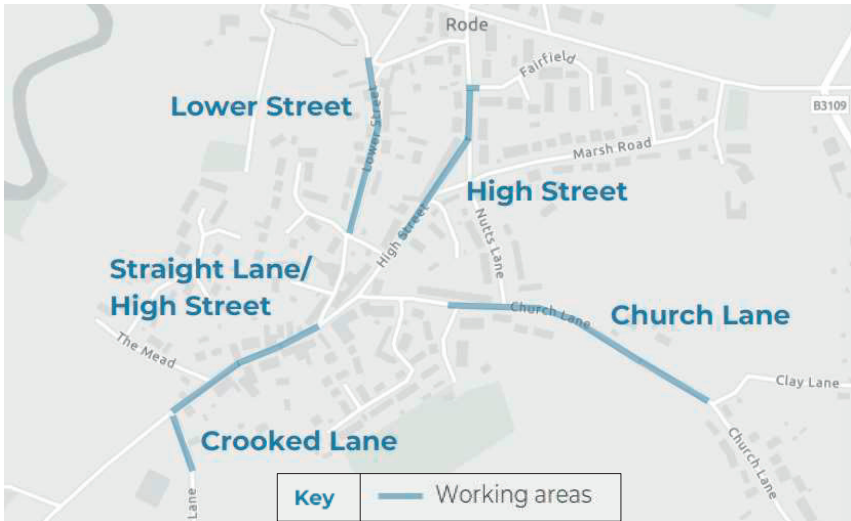 Rode
Fairfield
B3109
Lower Street
Lower Street
Marsh Road
High Street
High Street
Nutts Lane
Straight Lane/
High Street
Church Lane
Church Lane
The Mead
Clay Lane
Crooked Lane
Church Lane
Lane
Key
Working areas